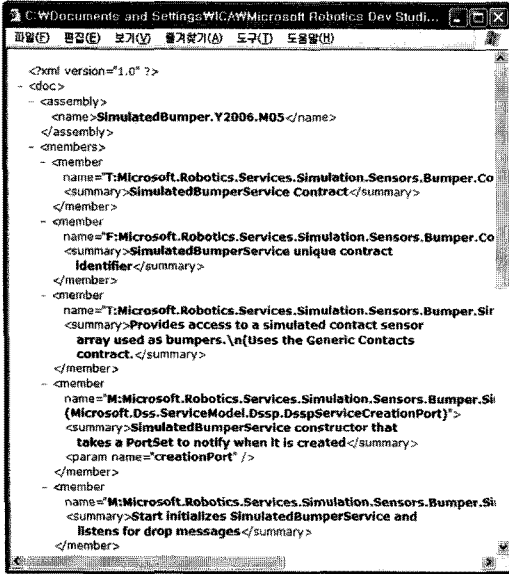 C:₩Documents and Settings₩ICA₩Microsoft Robotics Dev Studi...
파일(F) 편집(E) 보기(V) 즐겨찾기(A) 도구(T) 도움말(H)
<?xml version="1.0" ?>
- <doc>
- <assembly>
<name>SimulatedBumper.Y2006.M05</name>
</assembly>
- <members>
- <member
name="T:Microsoft.Robotics.Services.Simulation.Sensors.Bumper.Co
<summary>SimulatedBumperService Contract</summary>
</member>
- <member
name="F:Microsoft.Robotics.Services.Simulation.Sensors.Bumper.Co
<summary>SimulatedBumperService unique contract
identifier</summary>
</member>
- <member
name="T:Microsoft.Robotics.Services.Simulation.Sensors.Bumper.Sir
<summary>Provides access to a simulated contact sensor
array used as bumpers.\n(Uses the Generic Contacts
contract.</summary>
</member>
- <member
name="M:Microsoft.Robotics.Services.Simulation.Sensors.Bumper.Si
(Microsoft.Dss.ServiceModel.Dssp.DsspServiceCreationPort)">
<summary>SimulatedBumperService constructor that
takes a PortSet to notify when it is created</summary>
<param name="creationPort" />
</member>
- <member
name="M:Microsoft.Robotics.Services.Simulation.Sensors.Bumper.Si
<summary>Start initializes SimulatedBumperService and
listens for drop messages</summary>
</member>